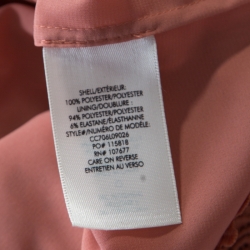 SHELL/EXTÉRIEUR:
100% POLYESTER/POLYESTER
LINING/DOUBLURE :
94% POLYESTER/POLYESTER
6% ELASTANE/ÉLASTHANNE
STYLE#/NUMÉRO DE MODÈLE:
CC706L09026
PO# : 115818
RN# : 107677
CARE ON REVERSE
ENTRETIEN AU VERSO